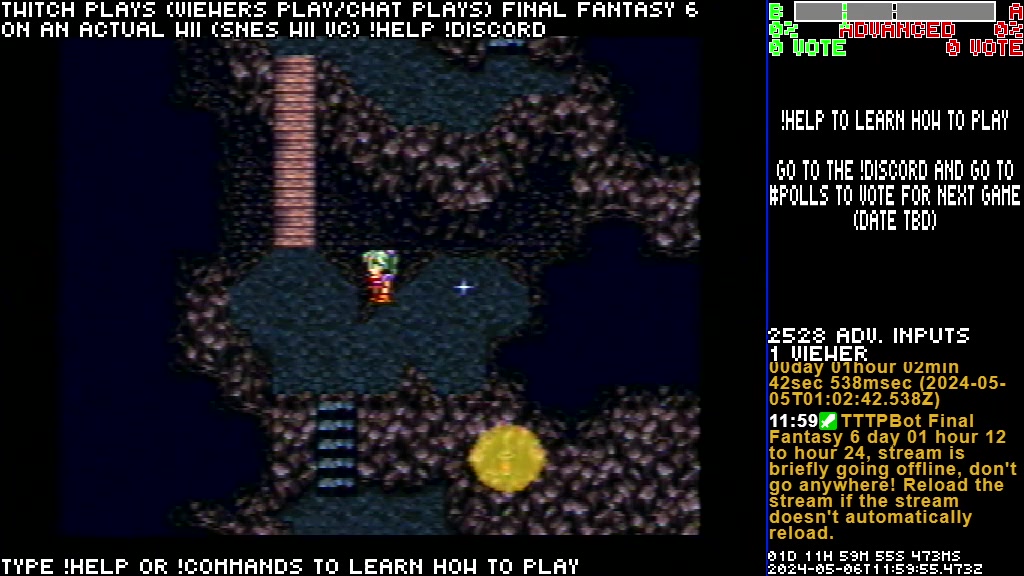 TWITCH PLAYS (VIEWERS PLAY/CHAT PLAYS) FINAL FANTASY 6
ON AN ACTUAL WII (SNES WII VC) !HELP !DISCORD
B A
0% ADVANCED 0%
0 VOTE 0 VOTE
!HELP TO LEARN HOW TO PLAY
GO TO THE !DISCORD AND GO TO
#POLLS TO VOTE FOR NEXT GAME
(DATE TBD)
2528 ADV. INPUTS
1 VIEWER
00day 01hour 02min
42sec 538msec (2024-05-
05T01:02:42.538Z)
11:59 TTTPBot Final
Fantasy 6 day 01 hour 12
to hour 24, stream is
briefly going offline, don't
go anywhere! Reload the
stream if the stream
doesn't automatically
reload.
01D 11H 59M 55S 473MS
2024-05-06T11:59:55.473Z
TYPE !HELP OR !COMMANDS TO LEARN HOW TO PLAY